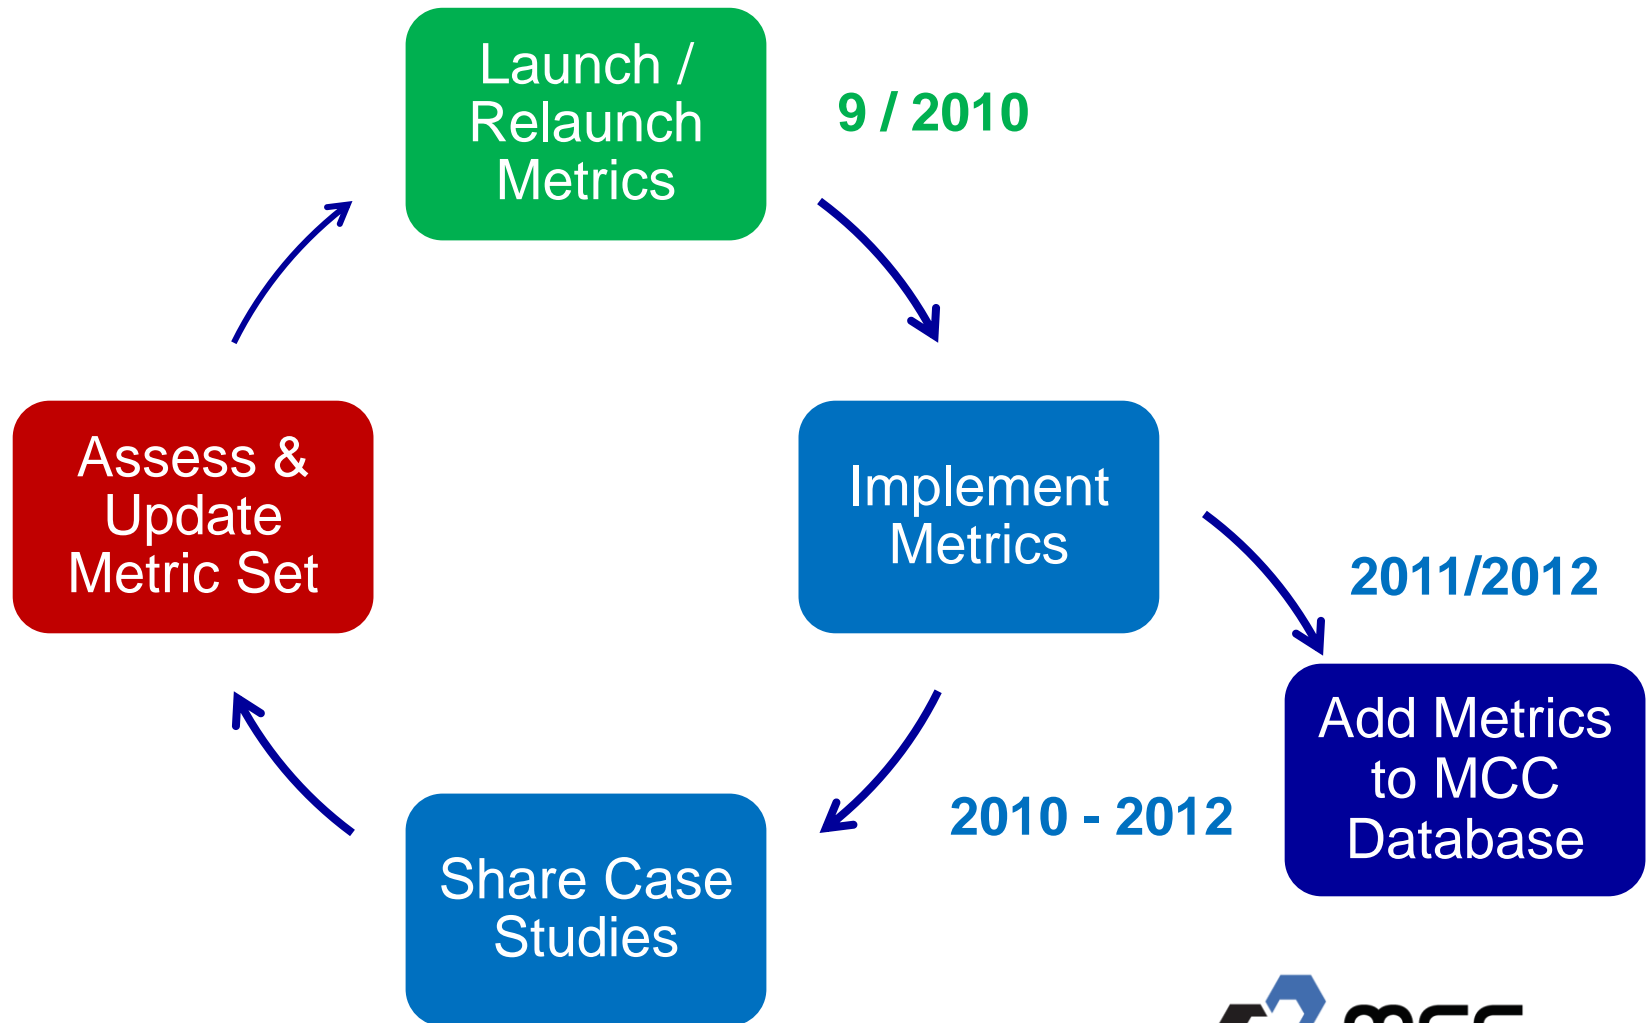 Launch /
Relaunch
Metrics
9 / 2010
Assess &
Update
Metric Set
Implement
Metrics
2011/2012
Add Metrics
to MCC
Database
2010 - 2012
Share Case
Studies
mcc